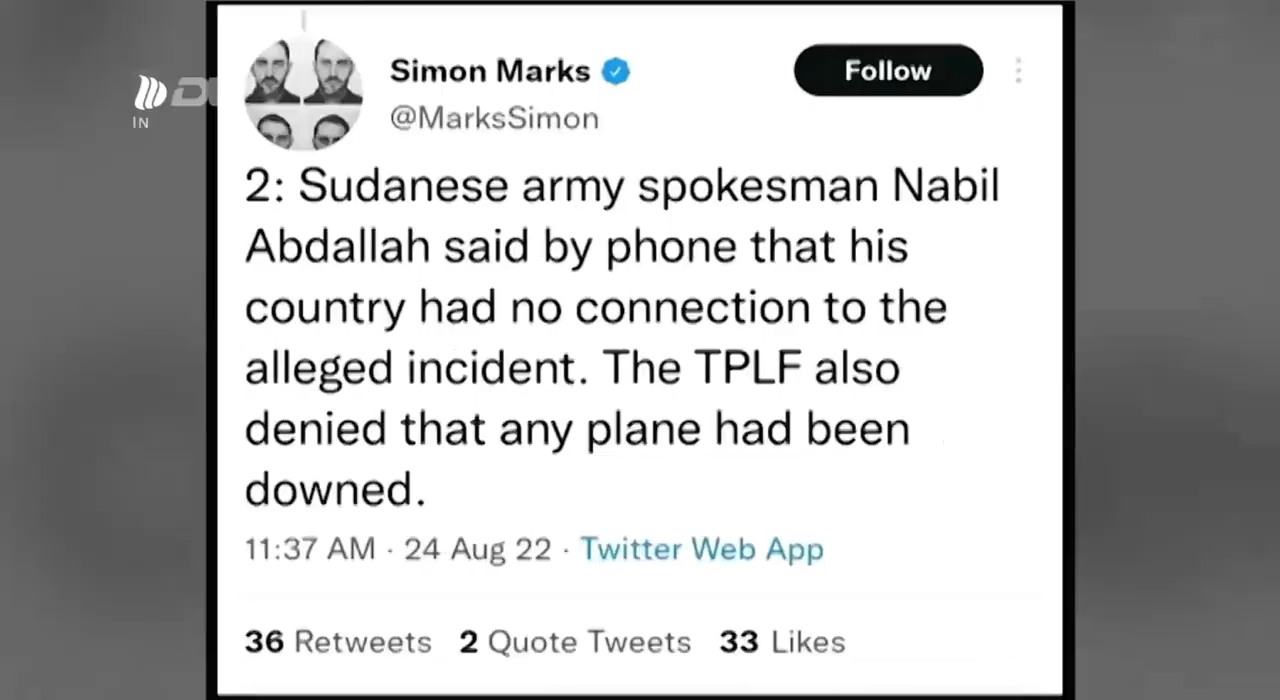 Simon Marks
Follow
@MarksSimon
IN
2: Sudanese army spokesman Nabil
Abdallah said by phone that his
country had no connection to the
alleged incident. The TPLF also
denied that any plane had been
downed.
11:37 AM · 24 Aug 22 · Twitter Web App
36 Retweets 2 Quote Tweets 33 Likes